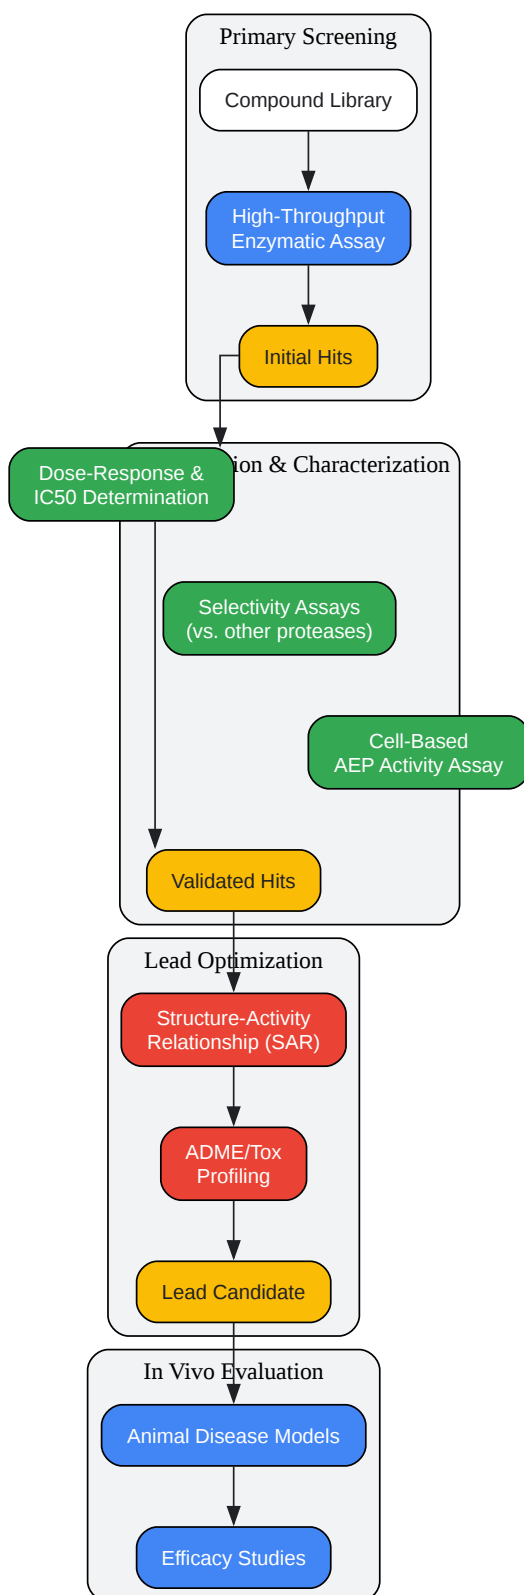 Primary Screening
Compound Library
High-Throughput
Enzymatic Assay
Initial Hits
ion & Characterization
Dose-Response &
IC50 Determination
Selectivity Assays
(vs. other proteases)
Cell-Based
AEP Activity Assay
Validated Hits
Lead Optimization
Structure-Activity
Relationship (SAR)
ADME/Tox
Profiling
Lead Candidate
In Vivo Evaluation
Animal Disease Models
Efficacy Studies